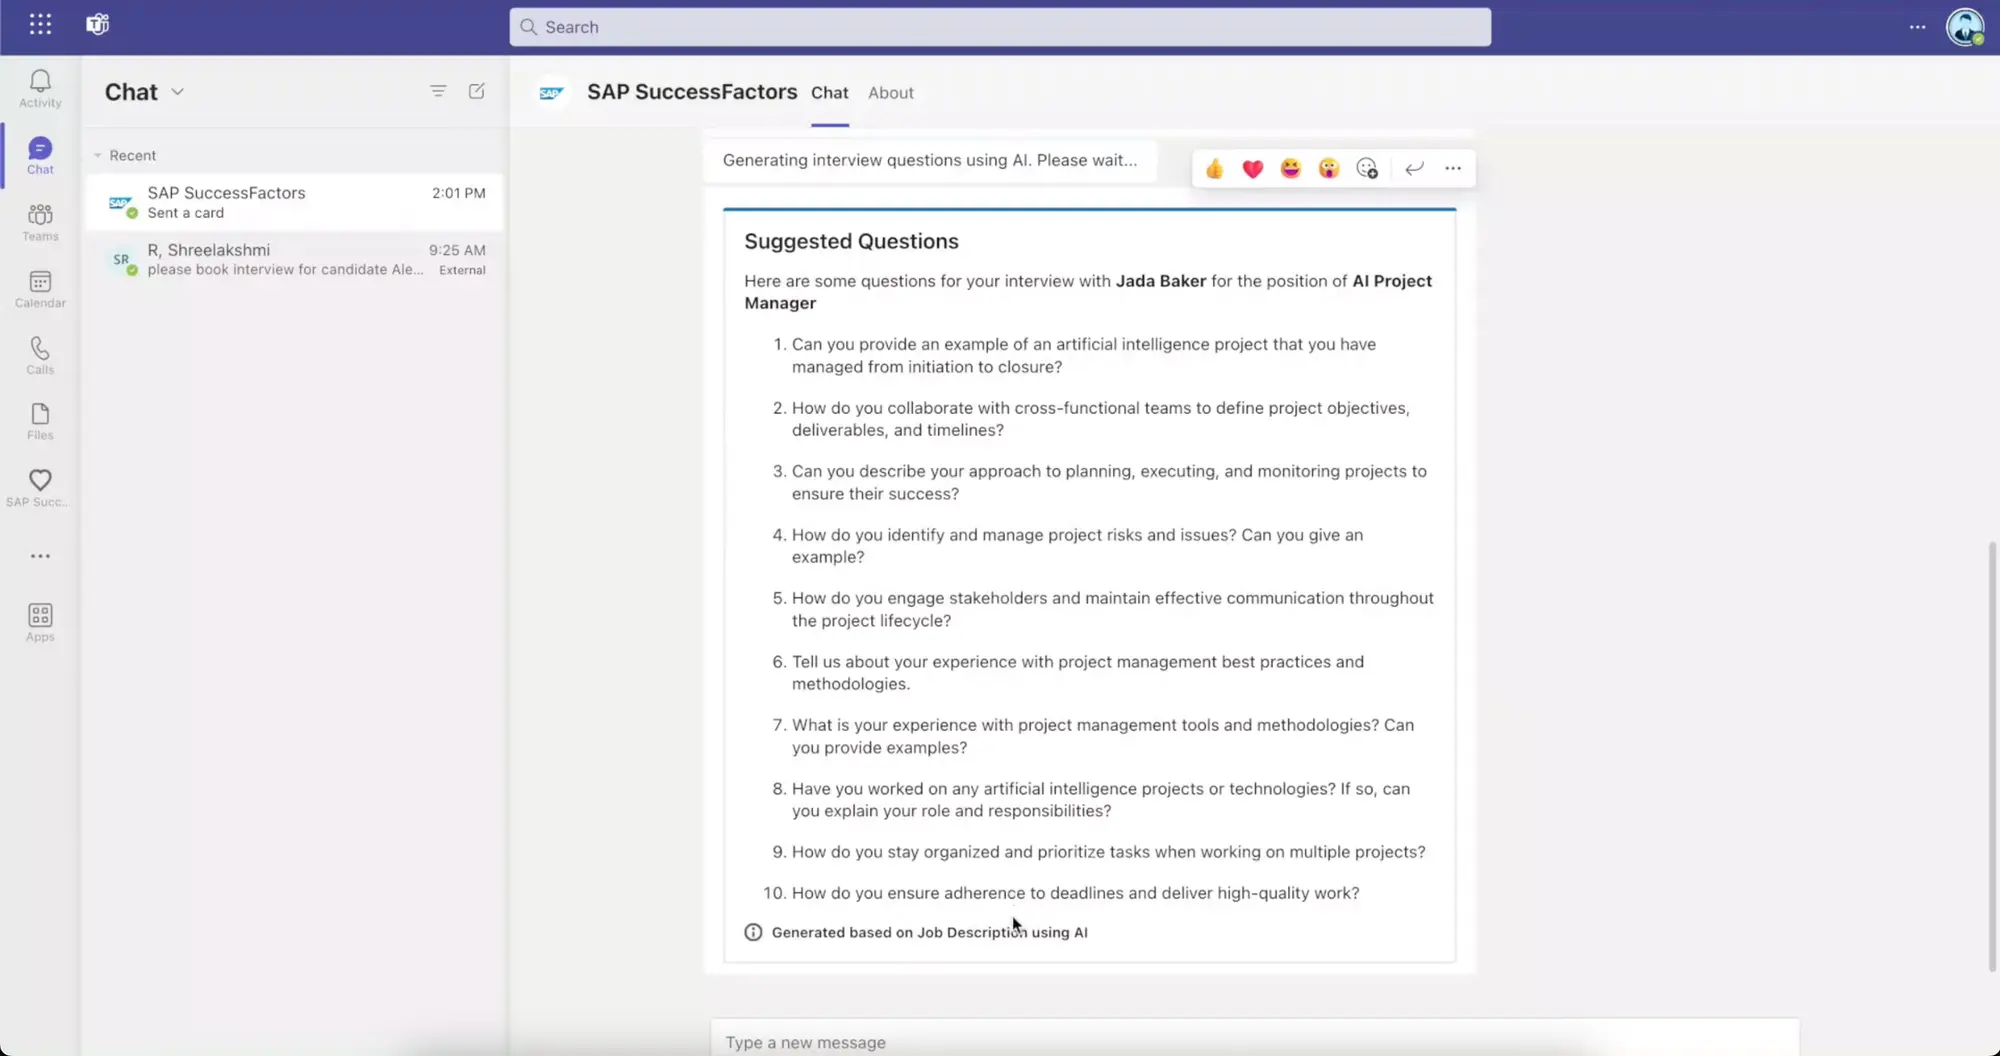 Search
Activity
Chat
Teams
Calendar
Calls
Files
SAP Succ...
Apps
Chat
Recent
SAP
SAP SuccessFactors 2:01 PM
Sent a card
SR
R, Shreelakshmi 9:25 AM
please book interview for candidate Ale... External
SAP SAP SuccessFactors Chat About
Generating interview questions using AI. Please wait...
Suggested Questions
Here are some questions for your interview with Jada Baker for the position of AI Project
Manager
1. Can you provide an example of an artificial intelligence project that you have
managed from initiation to closure?
2. How do you collaborate with cross-functional teams to define project objectives,
deliverables, and timelines?
3. Can you describe your approach to planning, executing, and monitoring projects to
ensure their success?
4. How do you identify and manage project risks and issues? Can you give an
example?
5. How do you engage stakeholders and maintain effective communication throughout
the project lifecycle?
6. Tell us about your experience with project management best practices and
methodologies.
7. What is your experience with project management tools and methodologies? Can
you provide examples?
8. Have you worked on any artificial intelligence projects or technologies? If so, can
you explain your role and responsibilities?
9. How do you stay organized and prioritize tasks when working on multiple projects?
10. How do you ensure adherence to deadlines and deliver high-quality work?
Generated based on Job Description using AI
Type a new message